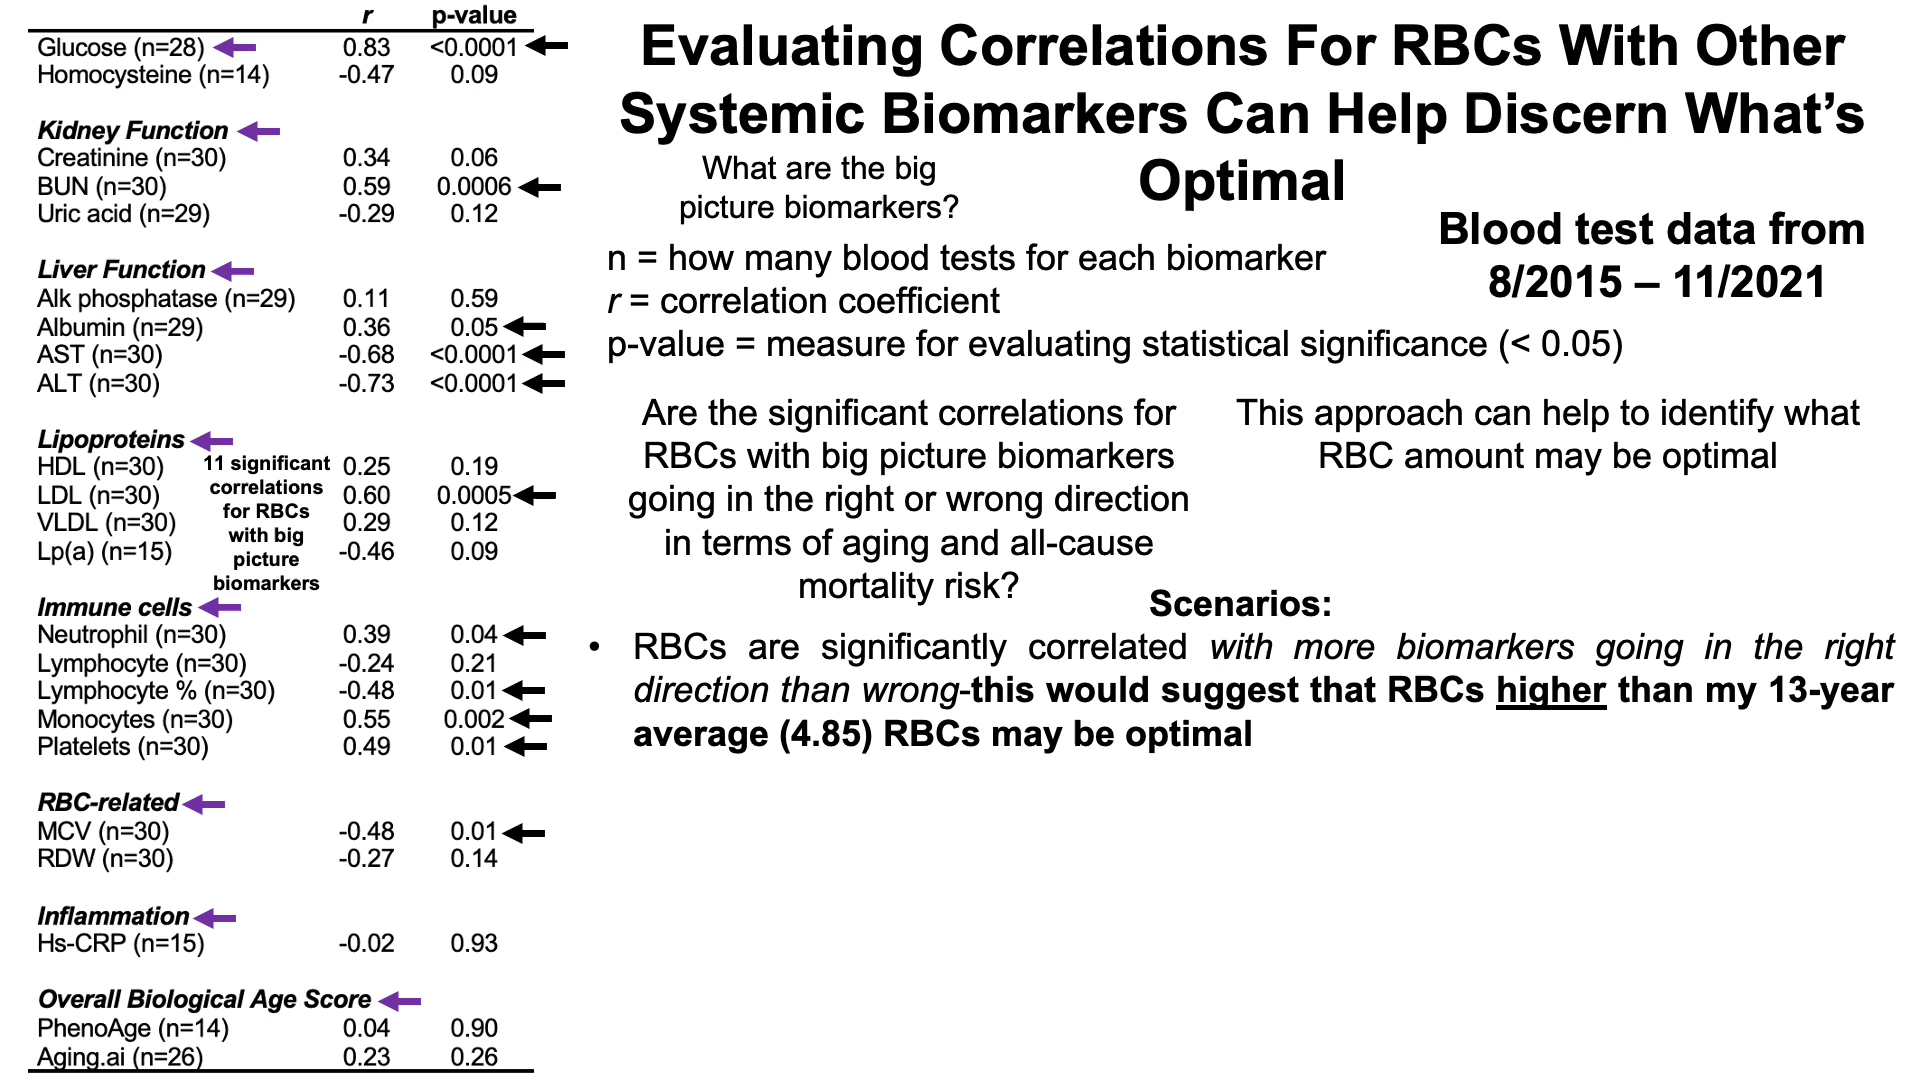 r p-value
Glucose (n=28) 0.83 <0.0001
Homocysteine (n=14) -0.47 0.09
Kidney Function
Creatinine (n=30) 0.34 0.06
BUN (n=30) 0.59 0.0006
Uric acid (n=29) -0.29 0.12
Liver Function
Alk phosphatase (n=29) 0.11 0.59
Albumin (n=29) 0.36 0.05
AST (n=30) -0.68 <0.0001
ALT (n=30) -0.73 <0.0001
Lipoproteins
HDL (n=30) 0.25 0.19
LDL (n=30) 0.60 0.0005
VLDL (n=30) 0.29 0.12
Lp(a) (n=15) -0.46 0.09
11 significant
correlations
for RBCs
with big
picture
biomarkers
Immune cells
Neutrophil (n=30) 0.39 0.04
Lymphocyte (n=30) -0.24 0.21
Lymphocyte % (n=30) -0.48 0.01
Monocytes (n=30) 0.55 0.002
Platelets (n=30) 0.49 0.01
RBC-related
MCV (n=30) -0.48 0.01
RDW (n=30) -0.27 0.14
Inflammation
Hs-CRP (n=15) -0.02 0.93
Overall Biological Age Score
PhenoAge (n=14) 0.04 0.90
Aging.ai (n=26) 0.23 0.26
Evaluating Correlations For RBCs With Other
Systemic Biomarkers Can Help Discern What’s
Optimal
What are the big
picture biomarkers?
Blood test data from
8/2015 – 11/2021
n = how many blood tests for each biomarker
r = correlation coefficient
p-value = measure for evaluating statistical significance (< 0.05)
Are the significant correlations for
RBCs with big picture biomarkers
going in the right or wrong direction
in terms of aging and all-cause
mortality risk?
This approach can help to identify what
RBC amount may be optimal
Scenarios:
• RBCs are significantly correlated with more biomarkers going in the right
direction than wrong-this would suggest that RBCs higher than my 13-year
average (4.85) RBCs may be optimal